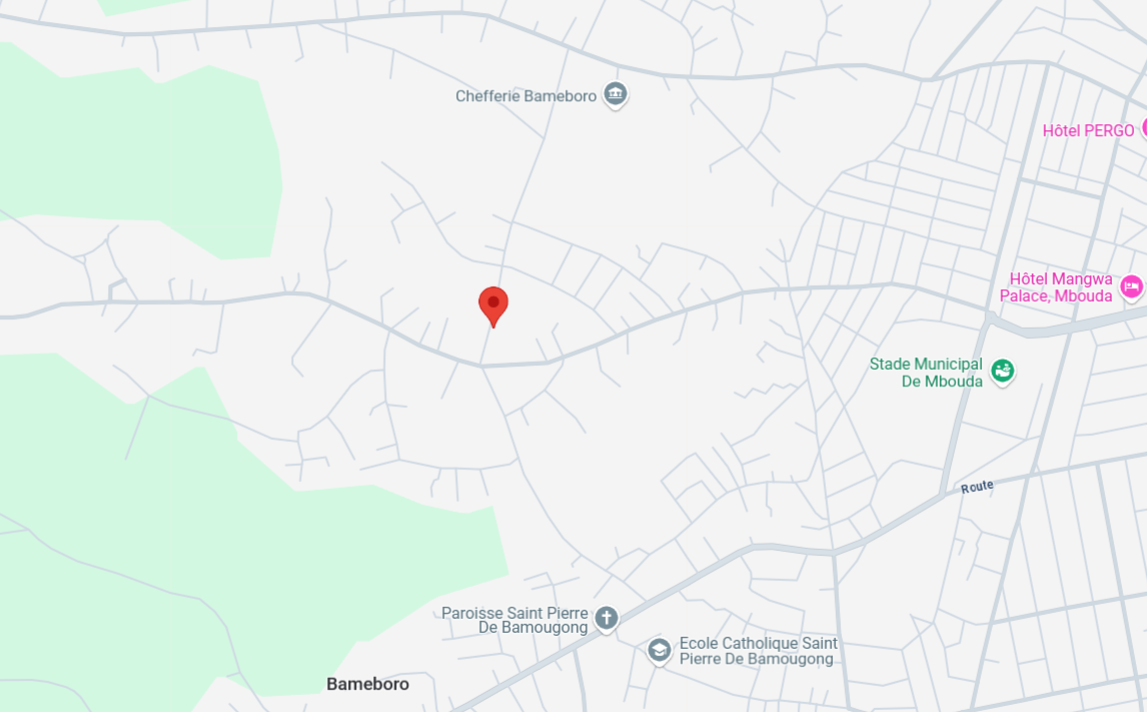 Chefferie Bameboro
Hôtel PERGO
Hôtel Mangwa
Palace, Mbouda
Stade Municipal
De Mbouda
Route
Paroisse Saint Pierre
De Bamougong
Ecole Catholique Saint
Pierre De Bamougong
Bameboro